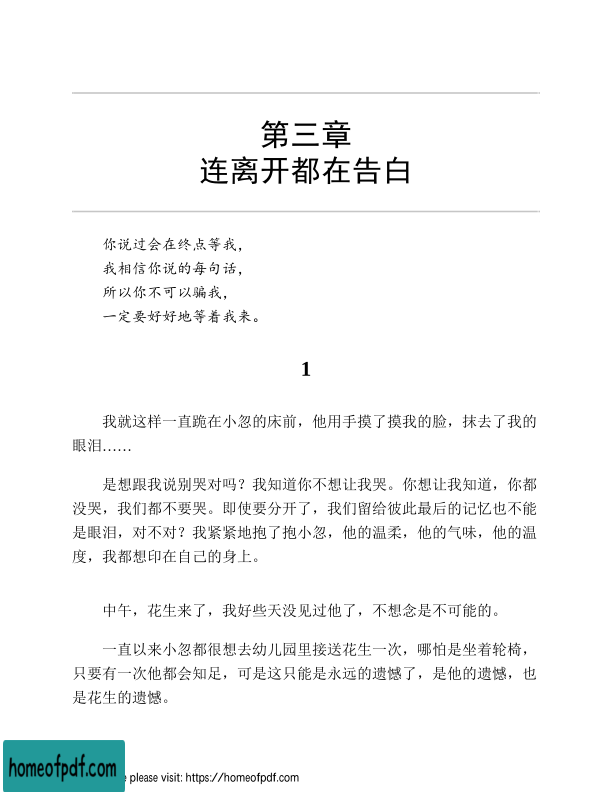 第三章
连离开都在告白
你说过会在终点等我，
我相信你说的每句话，
所以你不可以骗我，
一定要好好地等着我来。
1
我就这样一直跪在小忽的床前，他用手摸了摸我的脸，抹去了我的
眼泪……
是想跟我说别哭对吗？我知道你不想让我哭。你想让我知道，你都
没哭，我们都不要哭。即使要分开了，我们留给彼此最后的记忆也不能
是眼泪，对不对？我紧紧地抱了抱小忽，他的温柔，他的气味，他的温
度，我都想印在自己的身上。
中午，花生来了，我好些天没见过他了，不想念是不可能的。
一直以来小忽都很想去幼儿园里接送花生一次，哪怕是坐着轮椅，
只要有一次他都会知足，可是这只能是永远的遗憾了，是他的遗憾，也
是花生的遗憾。
homeofpdf.com
please visit: https://homeofpdf.com